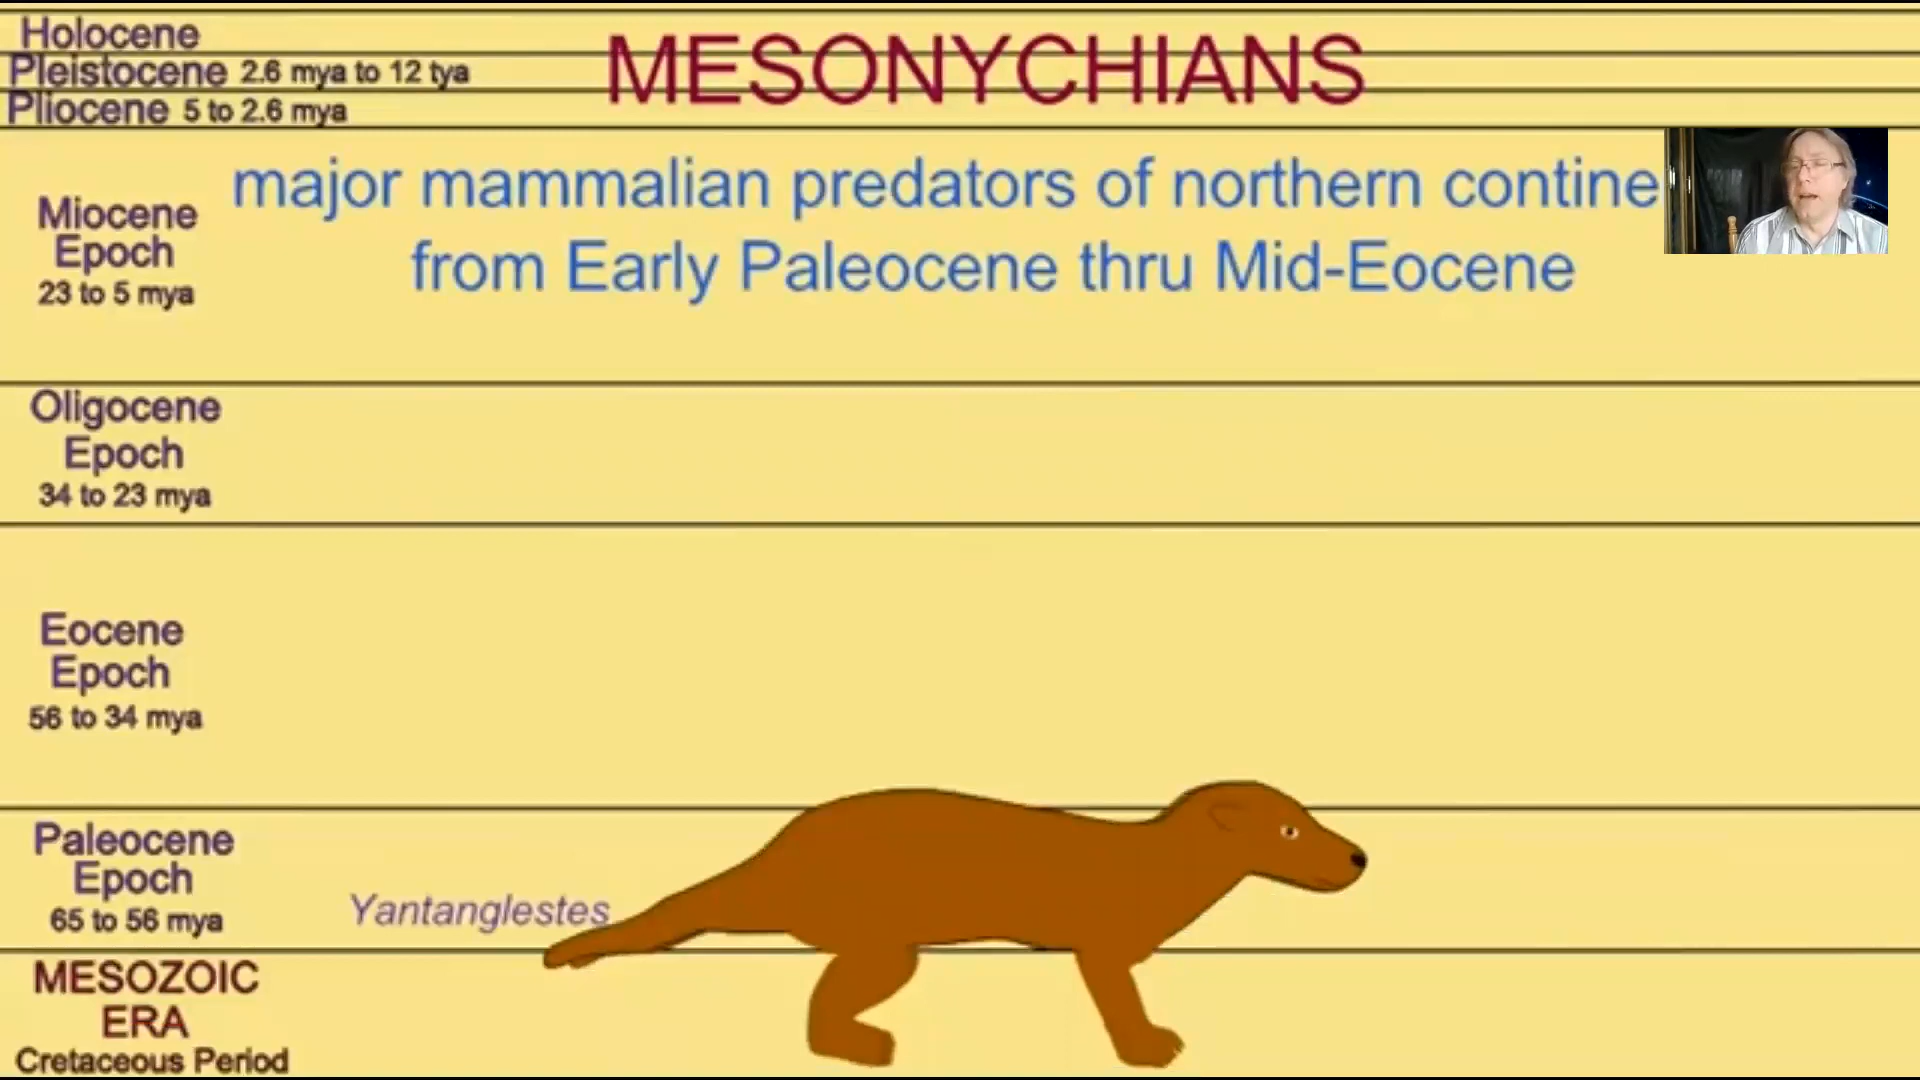 Holocene
Pleistocene 2.6 mya to 12 tya
Pliocene 5 to 2.6 mya
MESONYCHIANS
major mammalian predators of northern contine
from Early Paleocene thru Mid-Eocene
Miocene
Epoch
23 to 5 mya
Oligocene
Epoch
34 to 23 mya
Eocene
Epoch
56 to 34 mya
Paleocene
Epoch
65 to 56 mya
Yantanglestes
MESOZOIC
ERA
Cretaceous Period